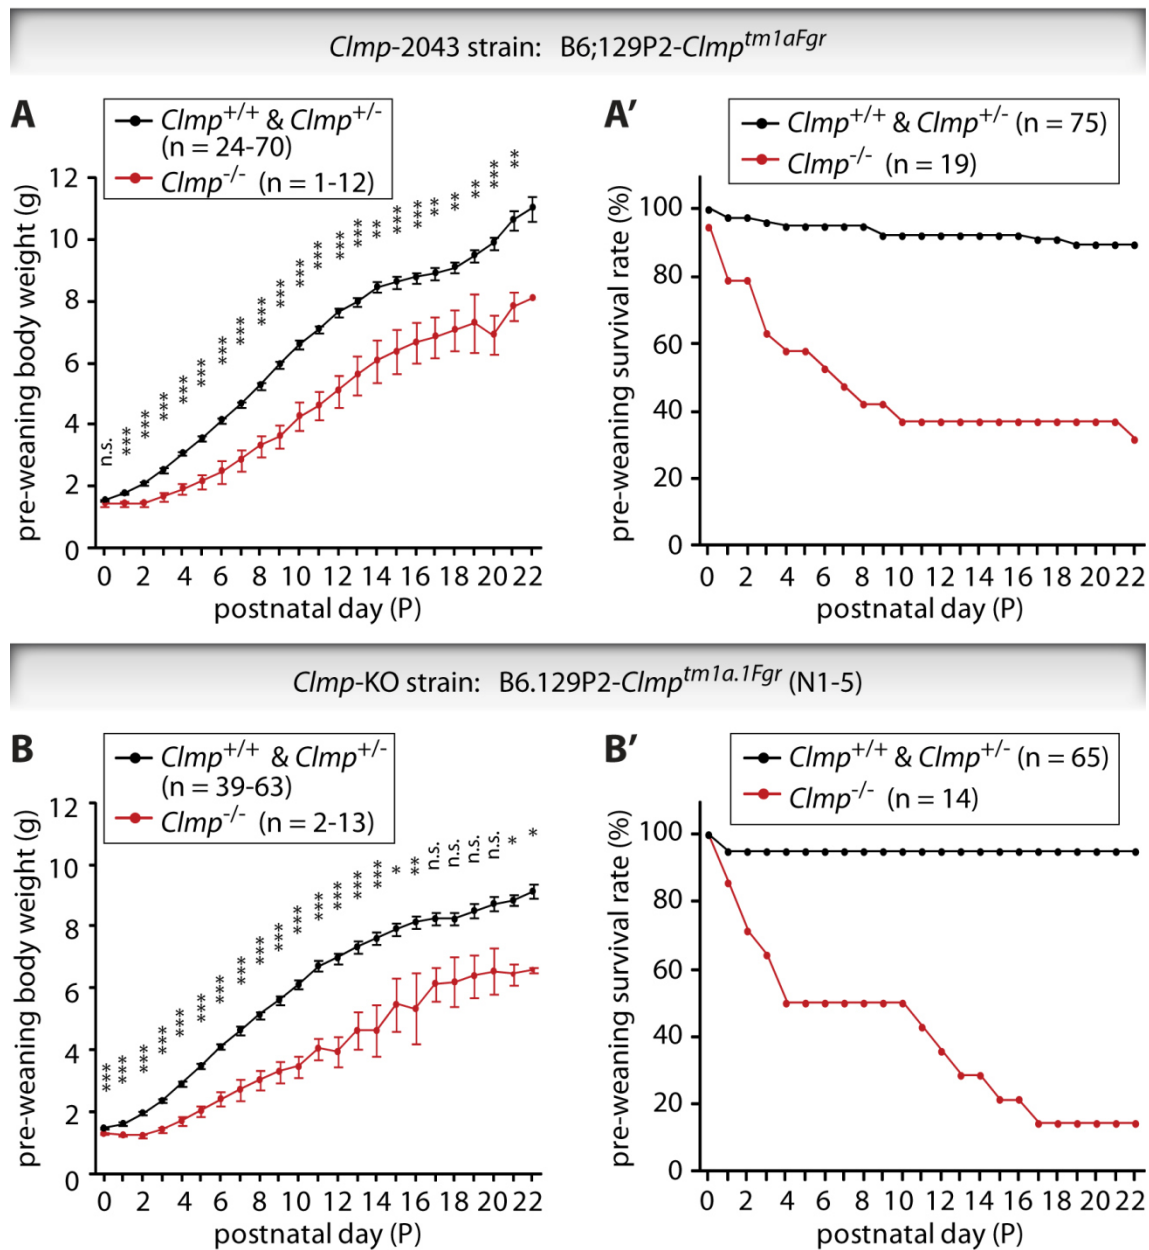 Clmp-2043 strain: B6;129P2-Clmp^tm1aFgr
A
Clmp+/+ & Clmp+/-
(n = 24-70)
Clmp-/- (n = 1-12)
pre-weaning body weight (g)
12
10
8
6
4
2
0
n.s. *** *** *** *** *** *** *** *** *** *** *** *** *** ** *** *** ** ** ** *** **
0 2 4 6 8 10 12 14 16 18 20 22
postnatal day (P)
A'
Clmp+/+ & Clmp+/- (n = 75)
Clmp-/- (n = 19)
pre-weaning survival rate (%)
100
80
60
40
20
0
0 2 4 6 8 10 12 14 16 18 20 22
postnatal day (P)
Clmp-KO strain: B6.129P2-Clmp^tm1a.1Fgr (N1-5)
B
Clmp+/+ & Clmp+/-
(n = 39-63)
Clmp-/- (n = 2-13)
pre-weaning body weight (g)
12
10
8
6
4
2
0
*** *** *** *** *** *** *** *** *** *** *** *** *** *** *** * ** n.s. n.s. n.s. n.s. * *
0 2 4 6 8 10 12 14 16 18 20 22
postnatal day (P)
B'
Clmp+/+ & Clmp+/- (n = 65)
Clmp-/- (n = 14)
pre-weaning survival rate (%)
100
80
60
40
20
0
0 2 4 6 8 10 12 14 16 18 20 22
postnatal day (P)